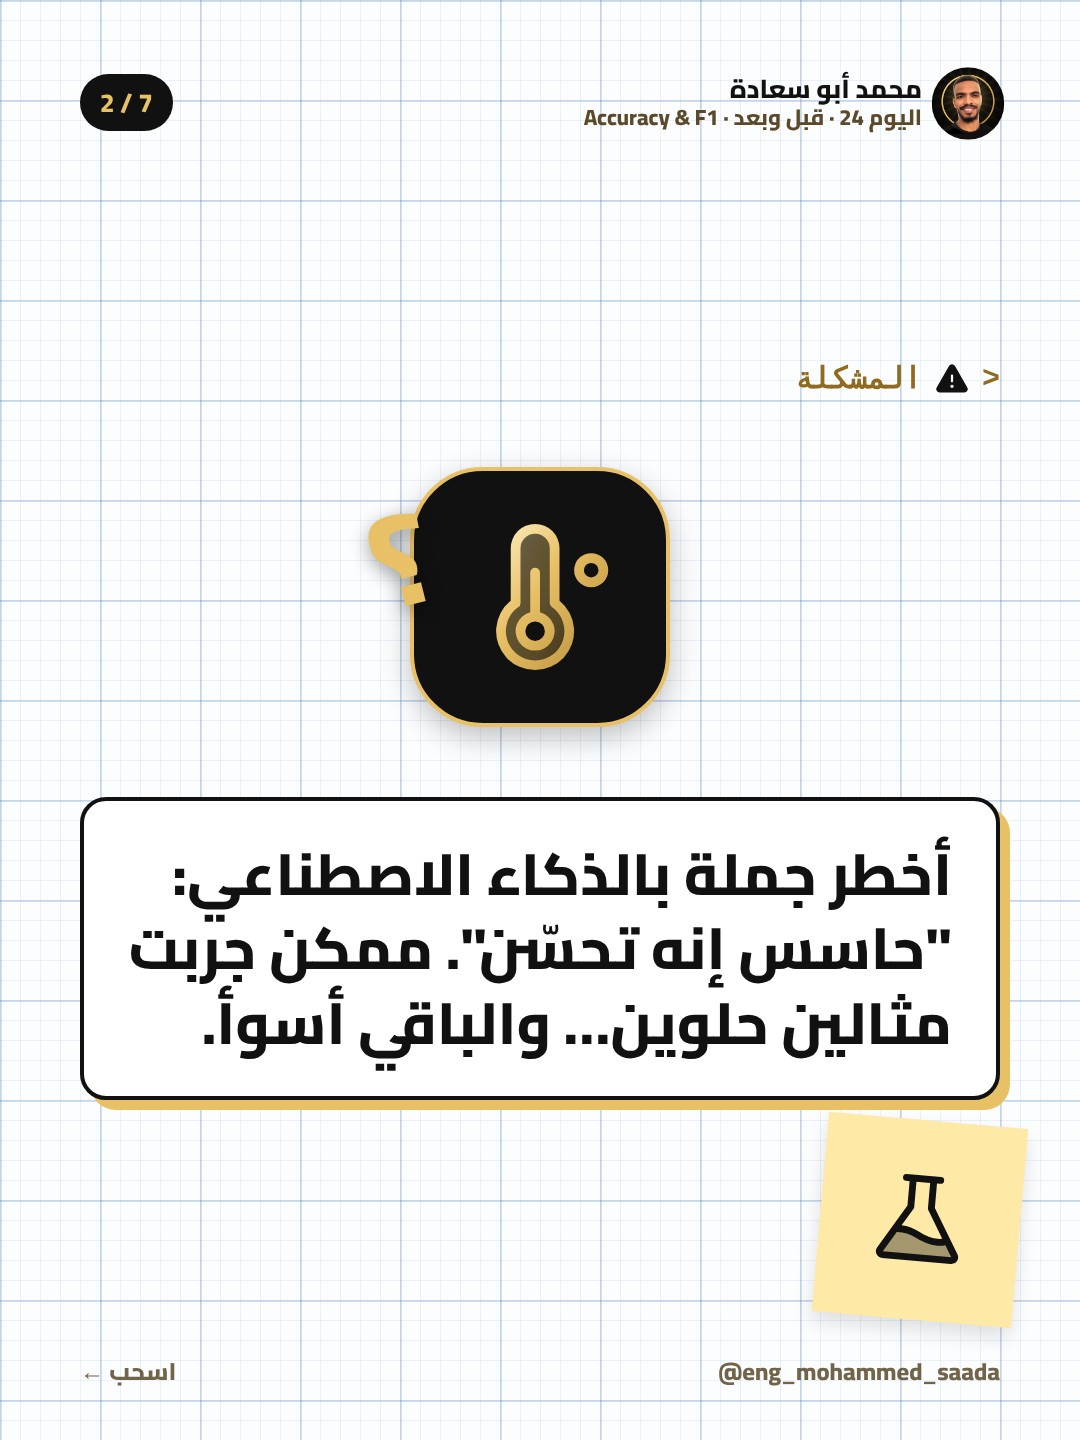 محمد أبو سعادة
اليوم 24 · قبل وبعد · Accuracy & F1
2 / 7
> المشكلة
؟
أخطر جملة بالذكاء الاصطناعي:
"حاسس إنه تحسّن". ممكن جربت
مثالين حلوين... والباقي أسوأ.
@eng_mohammed_saada
اسحب ←